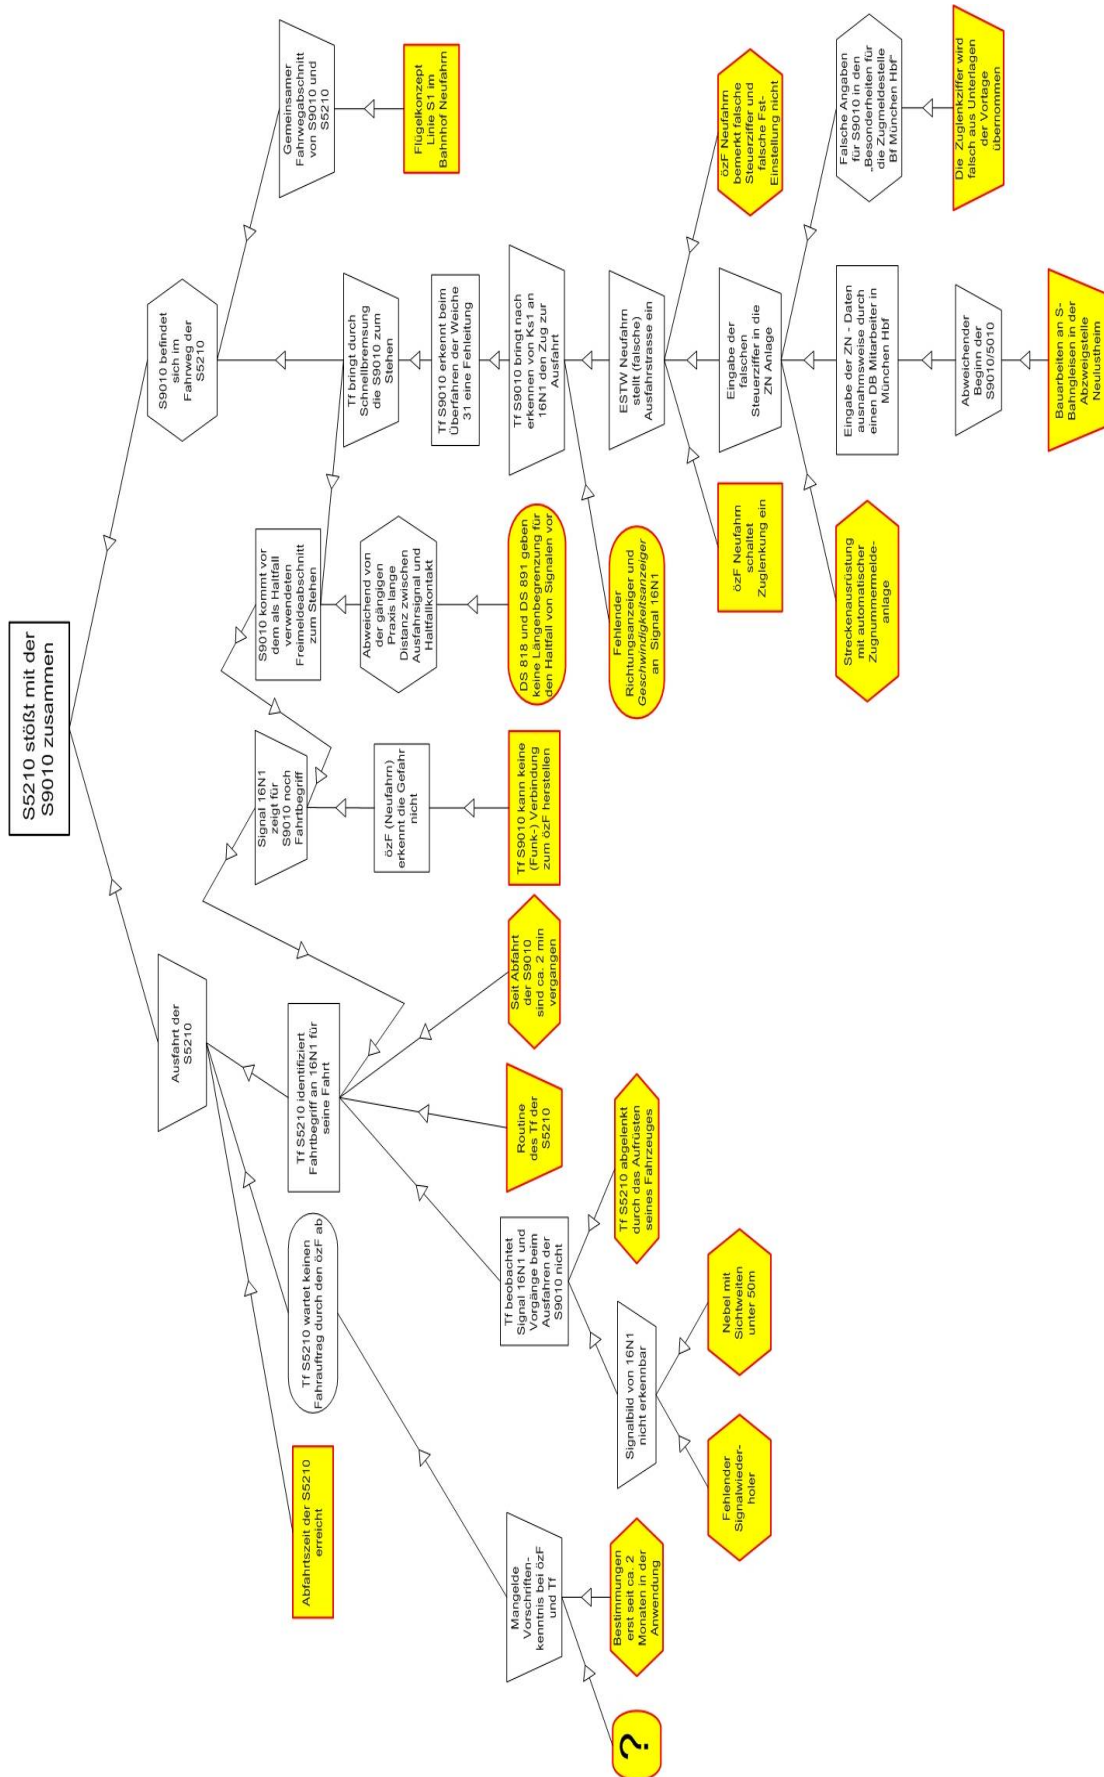 S5210 stößt mit der
S9010 zusammen
Ausfahrt der
S5210
S9010 befindet
sich im
Fahrweg der
S5210
Abfahrtszeit der S5210
erreicht
Tf S5210 wartet keinen
Fahrauftrag durch den özF ab
Tf S5210 identifiziert
Fahrtbegriff an 16N1 für
seine Fahrt
Signal 16N1
zeigt für
S9010 noch
Fahrtbegriff
S9010 kommt vor
dem als Haltfall
verwendeten
Freimeldeabschnitt
zum Stehen
Tf bringt durch
Schnellbremsung
die S9010 zum
Stehen
Gemeinsamer
Fahrwegabschnitt
von S9010 und
S5210
özF (Neufahrn)
erkennt die Gefahr
nicht
Abweichend von
der gängigen
Praxis lange
Distanz zwischen
Ausfahrsignal und
Haltfallkontakt
Tf S9010 erkennt beim
Überfahren der Weiche
31 eine Fehleitung
Flügelkonzept
Linie S1 im
Bahnhof Neufahrn
Mangelde
Vorschriften-
kenntnis bei özF
und Tf
Tf beobachtet
Signal 16N1 und
Vorgänge beim
Ausfahren der
S9010 nicht
Routine
des Tf der
S5210
Seit Abfahrt
der S9010
sind ca. 2 min
vergangen
Tf S9010 kann keine
(Funk-) Verbindung
zum özF herstellen
DS 818 und DS 891 geben
keine Längenbegrenzung für
den Haltfall von Signalen vor
Tf S9010 bringt nach
erkennen von Ks1 an
16N1 den Zug zur
Ausfahrt
?
Bestimmungen
erst seit ca. 2
Monaten in der
Anwendung
Signalbild von 16N1
nicht erkennbar
Tf S5210 abgelenkt
durch das Aufrüsten
seines Fahrzeuges
Fehlender
Richtungsanzeiger und
Geschwindigkeitsanzeiger
an Signal 16N1
ESTW Neufahrn
stellt (falsche)
Ausfahrstrasse ein
Fehlender
Signalwieder-
holer
Nebel mit
Sichtweiten
unter 50m
özF Neufahrn
schaltet
Zuglenkung ein
Eingabe der
falschen
Steuerziffer in die
ZN Anlage
özF Neufahrn
bemerkt falsche
Steuerziffer und
falsche Fst-
Einstellung nicht
Streckenausrüstung
mit automatischer
Zugnummermelde-
anlage
Eingabe der ZN - Daten
ausnahmsweise durch
einen DB Mitarbeiter in
München Hbf
Falsche Angaben
für S9010 in den
„Besonderheiten für
die Zugmeldestelle
Bf München Hbf"
Abweichender
Beginn der
S9010/5010
Die Zuglenkziffer wird
falsch aus Unterlagen
der Vortage
übernommen
Bauarbeiten an S-
Bahngleisen in der
Abzweigstelle
Neulustheim